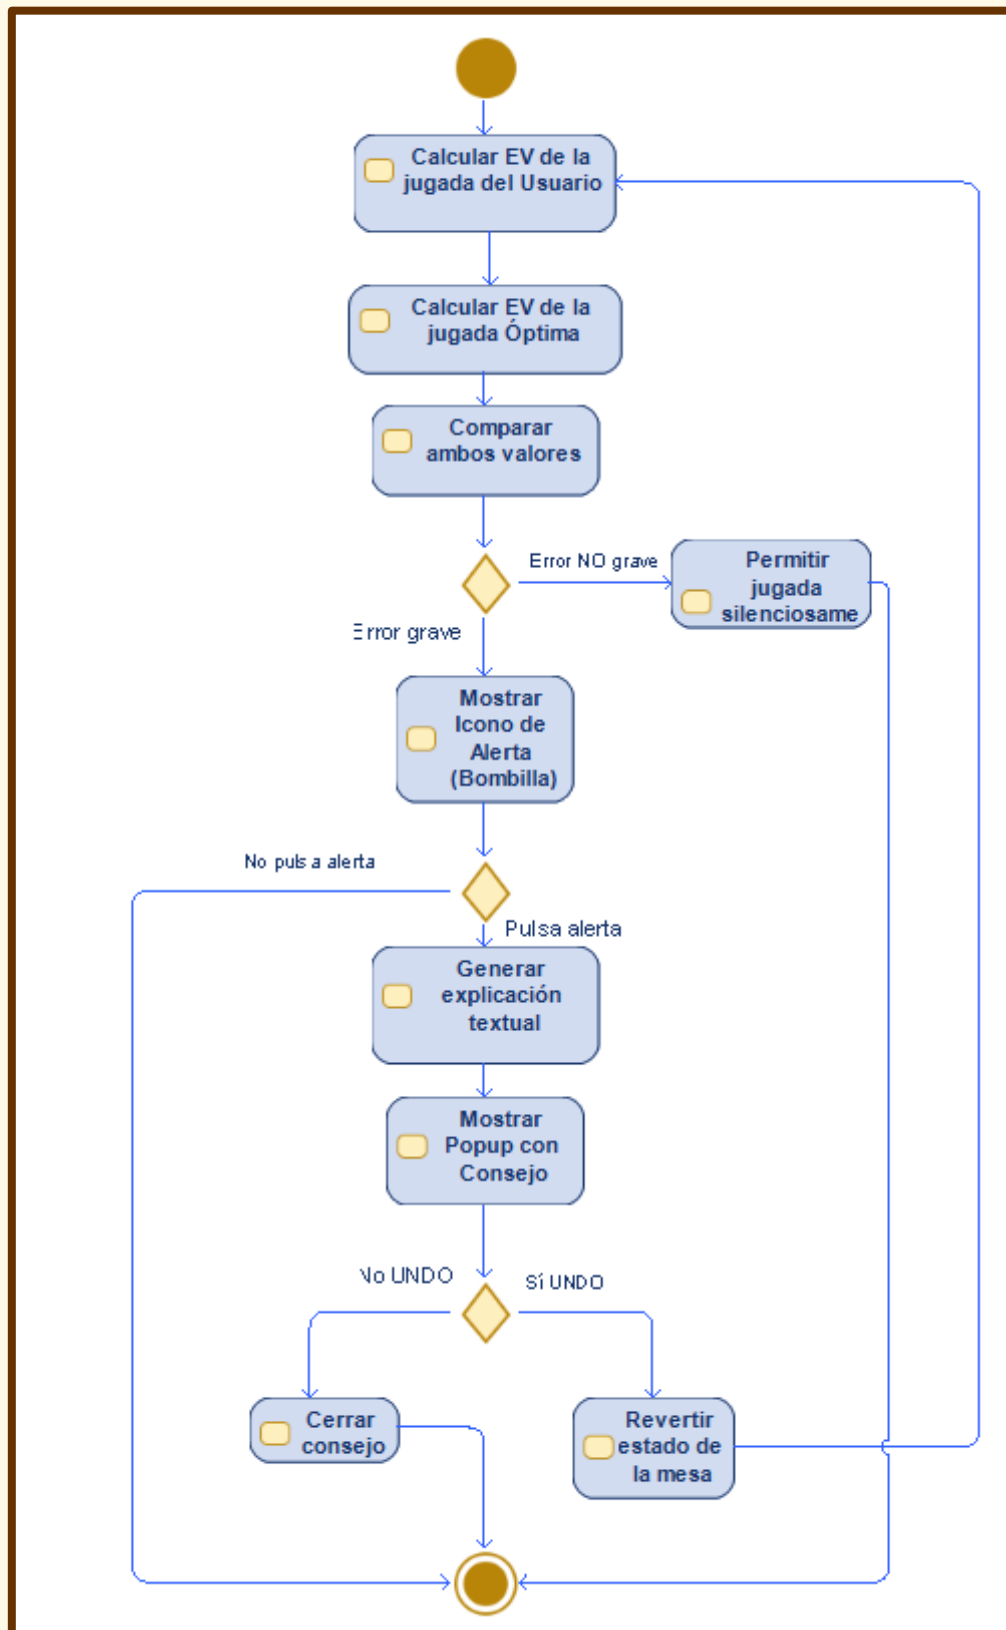 Calcular EV de la
jugada del Usuario
Calcular EV de la
jugada Óptima
Comparar
ambos valores
Error NO grave
Permitir
jugada
silenciosame
Error grave
Mostrar
Icono de
Alerta
(Bombilla)
No pulsa alerta
Pulsa alerta
Generar
explicación
textual
Mostrar
Popup con
Consejo
No UNDO
Sí UNDO
Cerrar
consejo
Revertir
estado de
la mesa